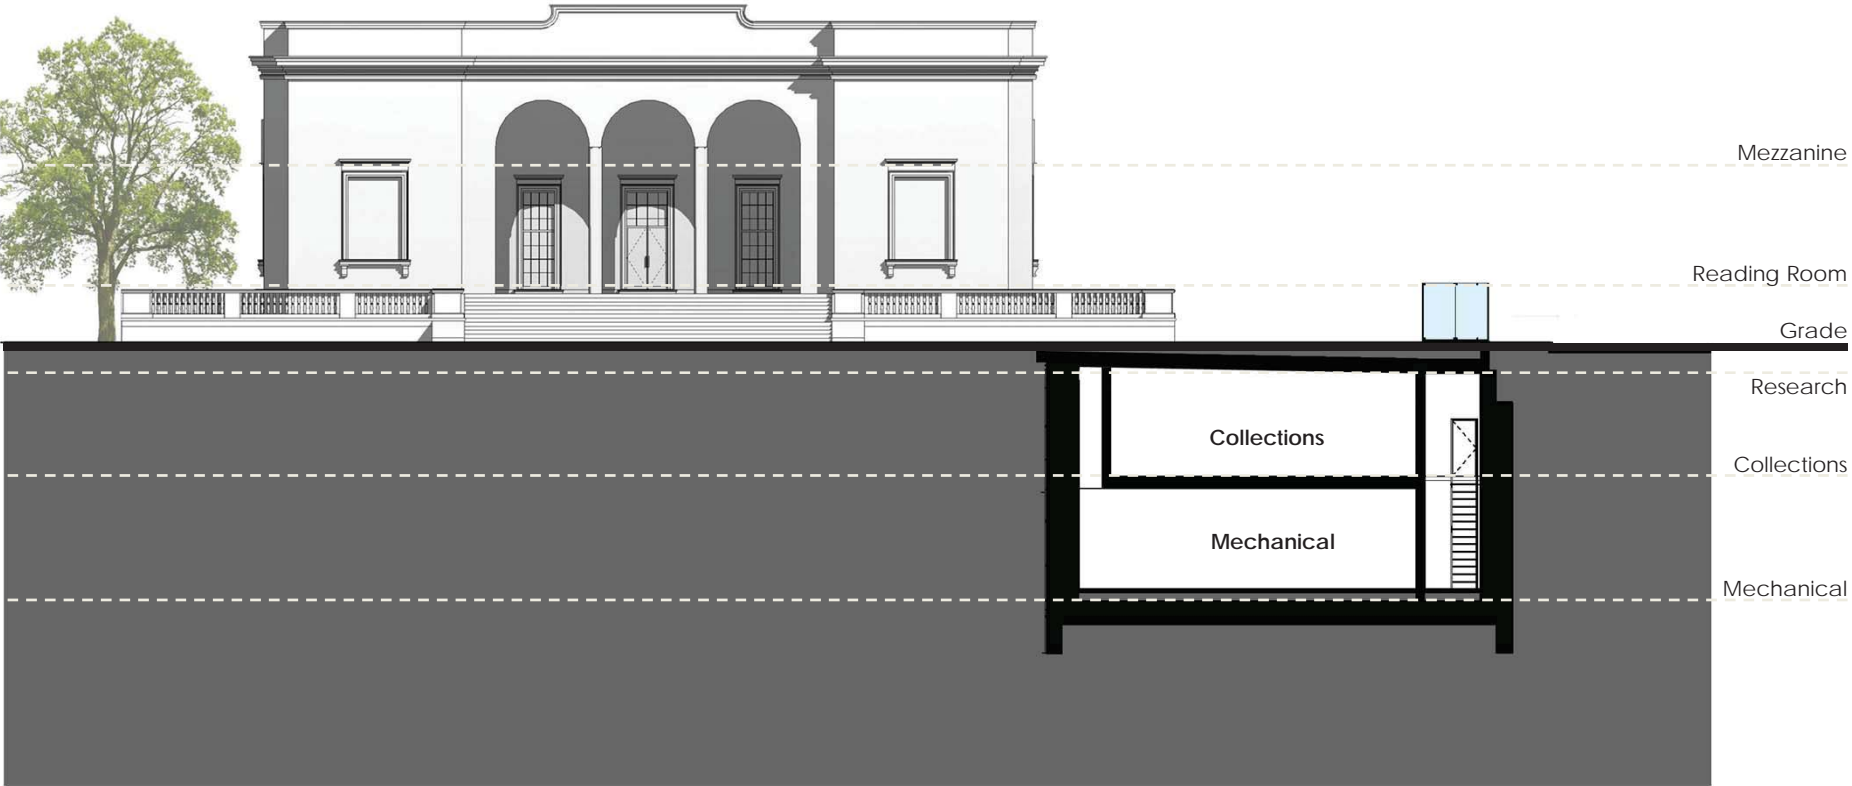 Mezzanine
Reading Room
Grade
Research
Collections
Collections
Mechanical
Mechanical